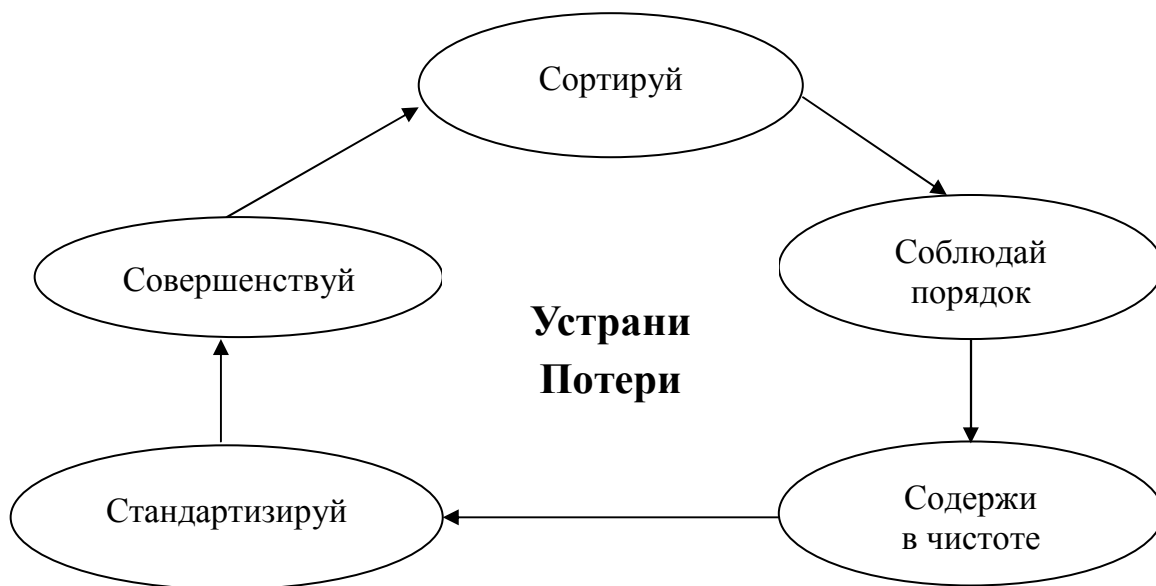 Сортируй
Соблюдай
порядок
Содержи
в чистоте
Стандартизируй
Совершенствуй
Устрани
Потери